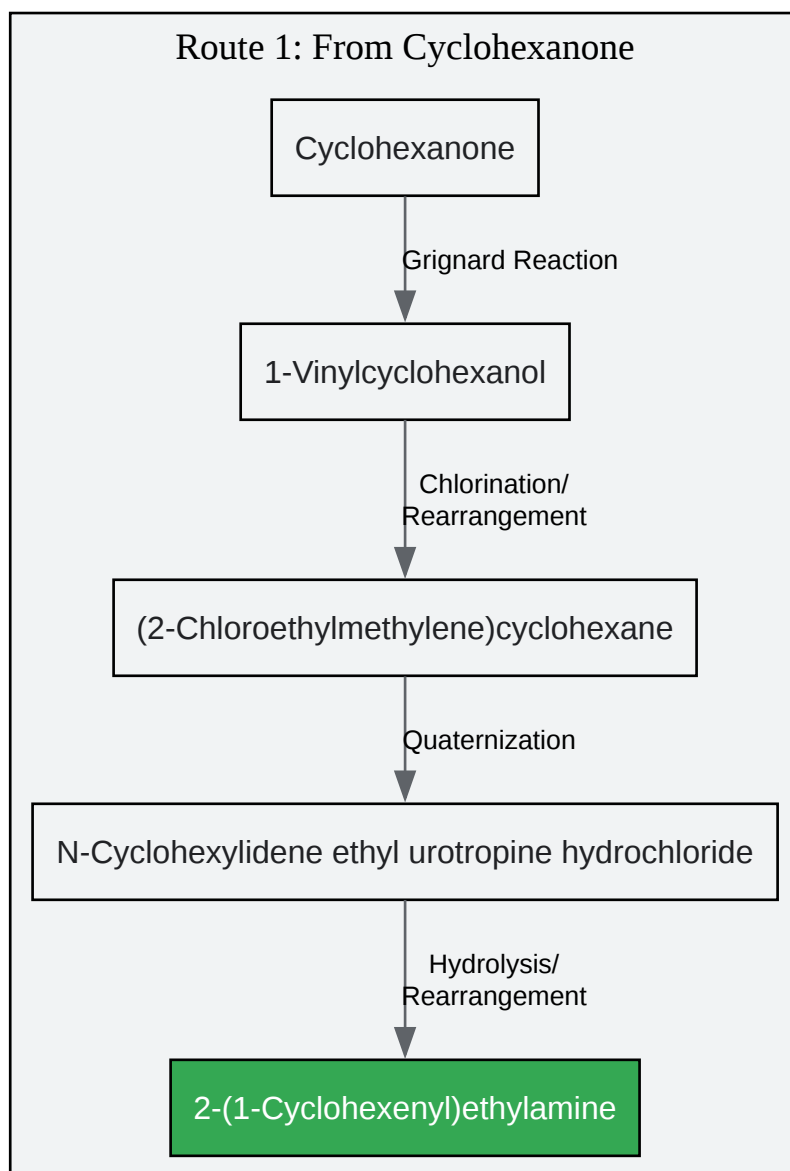 Route 1: From Cyclohexanone
Cyclohexanone
Grignard Reaction
1-Vinylcyclohexanol
Chlorination/
Rearrangement
(2-Chloroethylmethylene)cyclohexane
Quaternization
N-Cyclohexylidene ethyl urotropine hydrochloride
Hydrolysis/
Rearrangement
2-(1-Cyclohexenyl)ethylamine